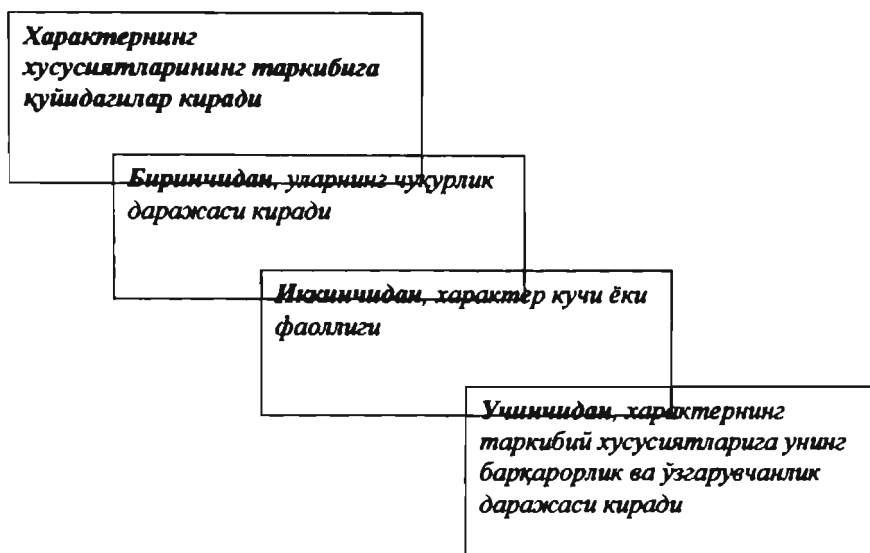 Характернинг
хусусиятларининг таркибига
қуйидагилар киради
Биринчидан, уларнинг чуқурлик
даражаси киради
Иккинчидан, характер кучи ёки
фаоллиги
Учинчидан, характернинг
таркибий хусусиятларига унинг
барқарорлик ва ўзгарувчанлик
даражаси киради